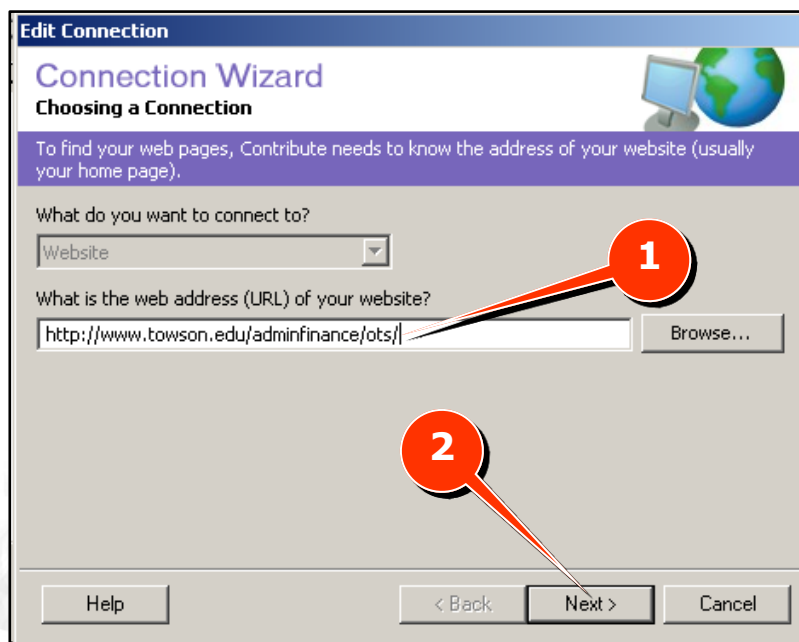 Edit Connection
Connection Wizard
Choosing a Connection
To find your web pages, Contribute needs to know the address of your website (usually
your home page).
What do you want to connect to?
Website
1
What is the web address (URL) of your website?
http://www.towson.edu/adminfinance/ots/
Browse...
2
Help
< Back
Next >
Cancel